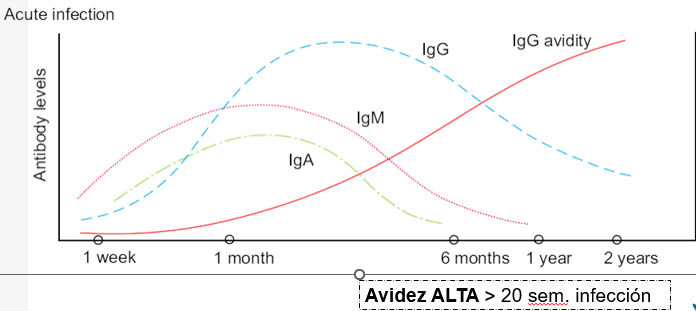 Acute infection
Antibody levels
IgG
IgG avidity
IgM
IgA
1 week
1 month
6 months
1 year
2 years
Avidez ALTA > 20 sem. infección